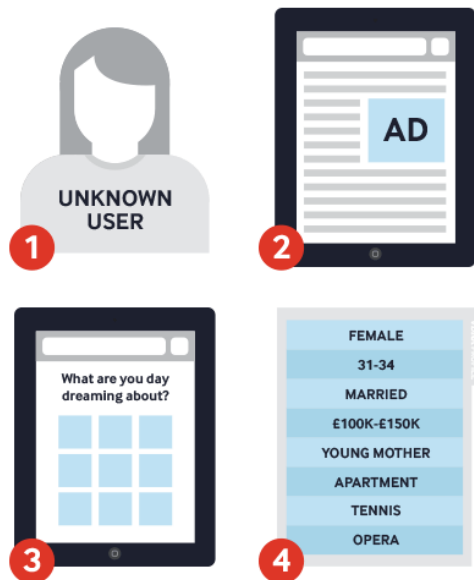 UNKNOWN
USER
1
AD
2
What are you day
dreaming about?
3
FEMALE
31-34
MARRIED
£100K-£150K
YOUNG MOTHER
APARTMENT
TENNIS
OPERA
4